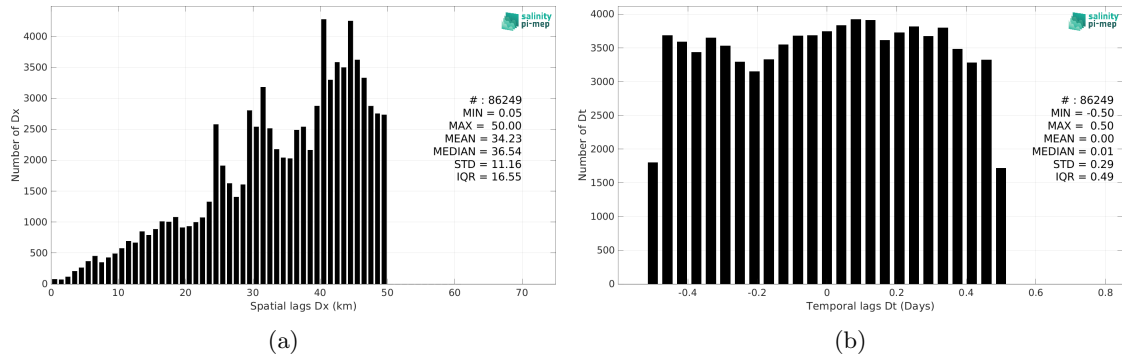 4000
3500
3000
2500
2000
1500
1000
500
0
Number of Dx
0
10
20
30
40
50
60
70
Spatial lags Dx (km)
salinity
pi-mep
# : 86249
MIN = 0.05
MAX = 50.00
MEAN = 34.23
MEDIAN = 36.54
STD = 11.16
IQR = 16.55
(a)
4000
3500
3000
2500
2000
1500
1000
500
0
Number of Dt
-0.4
-0.2
0
0.2
0.4
0.6
0.8
Temporal lags Dt (Days)
salinity
pi-mep
# : 86249
MIN = -0.50
MAX = 0.50
MEAN = 0.00
MEDIAN = 0.01
STD = 0.29
IQR = 0.49
(b)